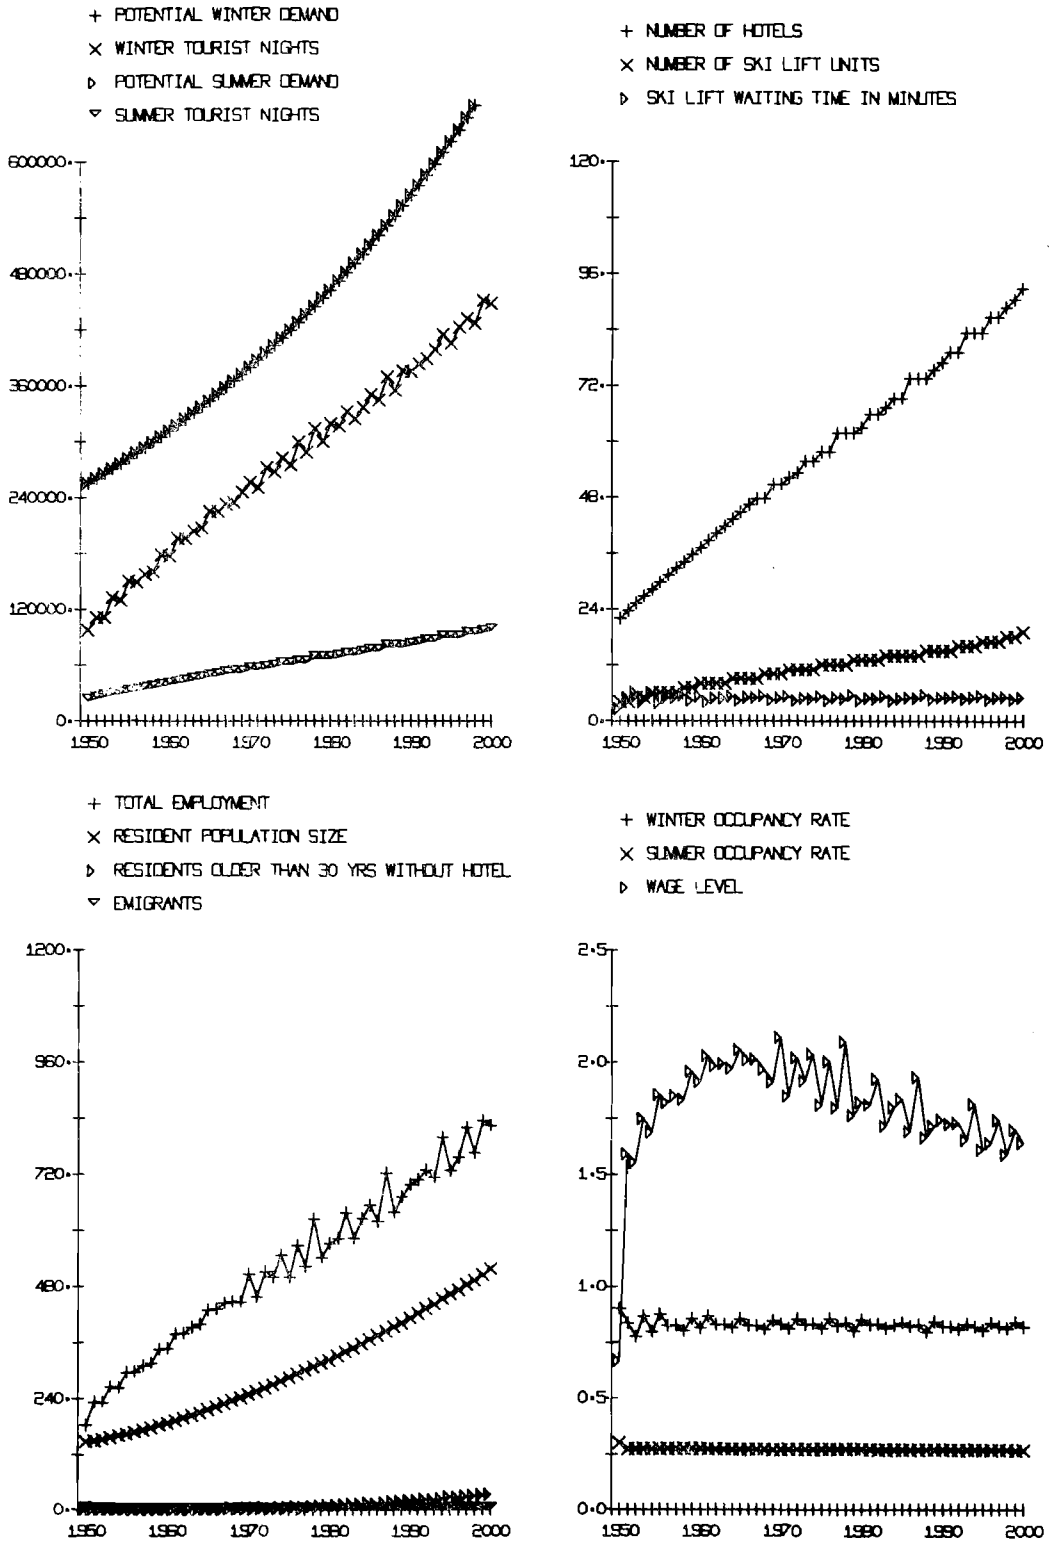 + POTENTIAL WINTER DEMAND
× WINTER TOURIST NIGHTS
▷ POTENTIAL SUMMER DEMAND
▽ SUMMER TOURIST NIGHTS
600000.
480000.
360000.
240000.
120000.
0.
1950 1960 1970 1980 1990 2000
+ NUMBER OF HOTELS
× NUMBER OF SKI LIFT UNITS
▷ SKI LIFT WAITING TIME IN MINUTES
120.
96.
72.
48.
24.
0.
1950 1960 1970 1980 1990 2000
+ TOTAL EMPLOYMENT
× RESIDENT POPULATION SIZE
▷ RESIDENTS OLDER THAN 30 YRS WITHOUT HOTEL
▽ EMIGRANTS
1200.
960.
720.
480.
240.
0.
1950 1960 1970 1980 1990 2000
+ WINTER OCCUPANCY RATE
× SUMMER OCCUPANCY RATE
▷ WAGE LEVEL
2.5
2.0
1.5
1.0
0.5
0.0
1950 1960 1970 1980 1990 2000